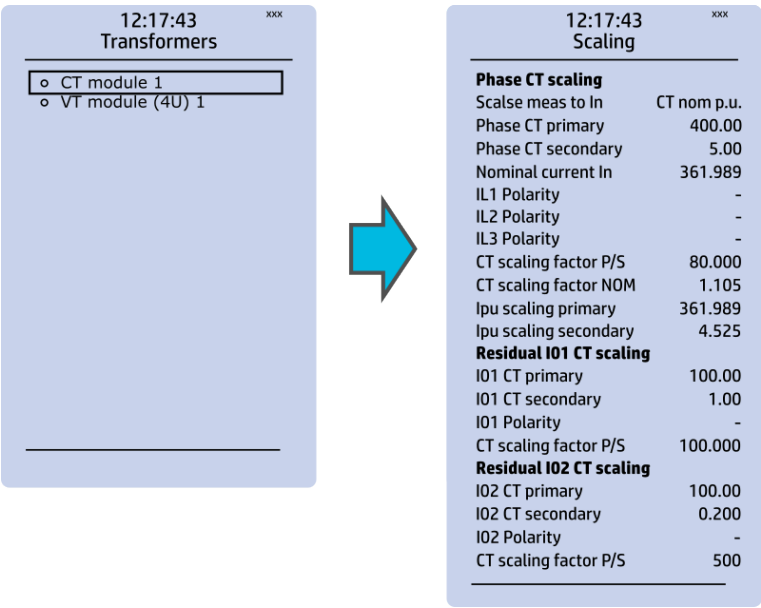 12:17:43 xxx
Transformers
CT module 1
VT module (4U) 1
12:17:43 xxx
Scaling
Phase CT scaling
Scalse meas to In CT nom p.u.
Phase CT primary 400.00
Phase CT secondary 5.00
Nominal current In 361.989
IL1 Polarity -
IL2 Polarity -
IL3 Polarity -
CT scaling factor P/S 80.000
CT scaling factor NOM 1.105
Ipu scaling primary 361.989
Ipu scaling secondary 4.525
Residual I01 CT scaling
I01 CT primary 100.00
I01 CT secondary 1.00
I01 Polarity -
CT scaling factor P/S 100.000
Residual I02 CT scaling
I02 CT primary 100.00
I02 CT secondary 0.200
I02 Polarity -
CT scaling factor P/S 500